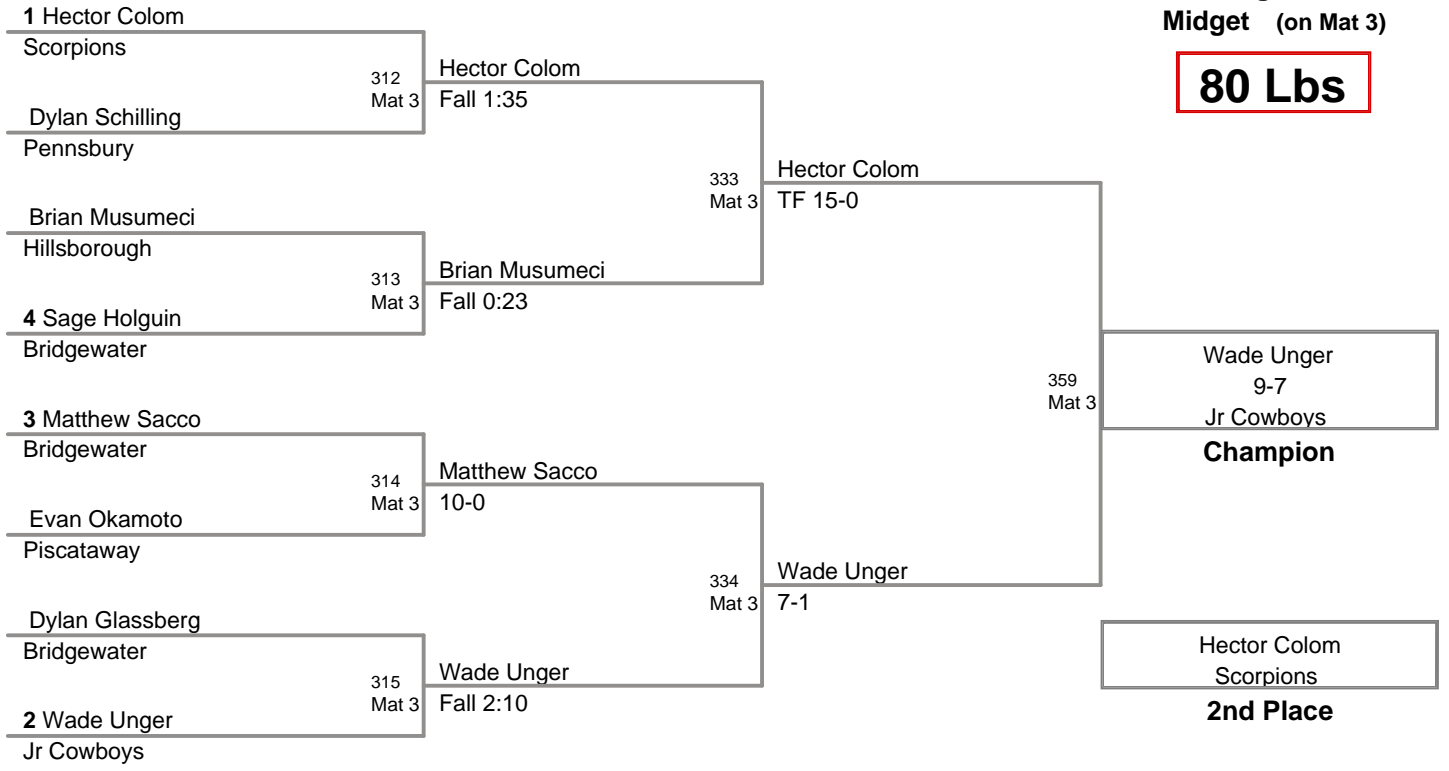 1 Hector Colom
Scorpions
312
Mat 3
Dylan Schilling
Pennsbury
Hector Colom
Fall 1:35
Brian Musumeci
Hillsborough
313
Mat 3
4 Sage Holguin
Bridgewater
Brian Musumeci
Fall 0:23
333
Mat 3
Hector Colom
TF 15-0
3 Matthew Sacco
Bridgewater
314
Mat 3
Evan Okamoto
Piscataway
Matthew Sacco
10-0
Dylan Glassberg
Bridgewater
315
Mat 3
2 Wade Unger
Jr Cowboys
Wade Unger
Fall 2:10
334
Mat 3
Wade Unger
7-1
359
Mat 3
Midget (on Mat 3)
80 Lbs
Wade Unger
9-7
Jr Cowboys
Champion
Hector Colom
Scorpions
2nd Place